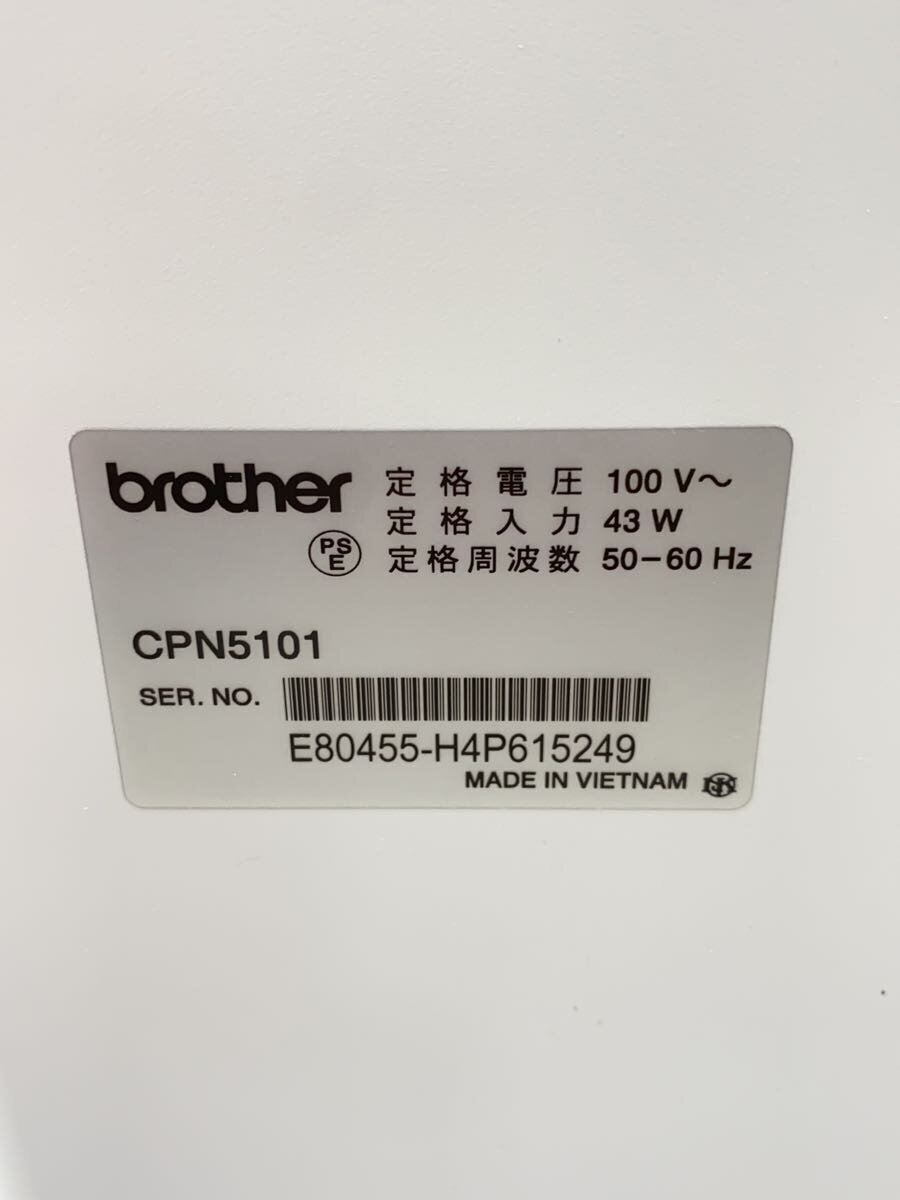 brother
定格電圧 100 V～
定格入力 43 W
PS
E
定格周波数 50-60 Hz
CPN5101
SER. NO.
E80455-H4P615249
MADE IN VIETNAM